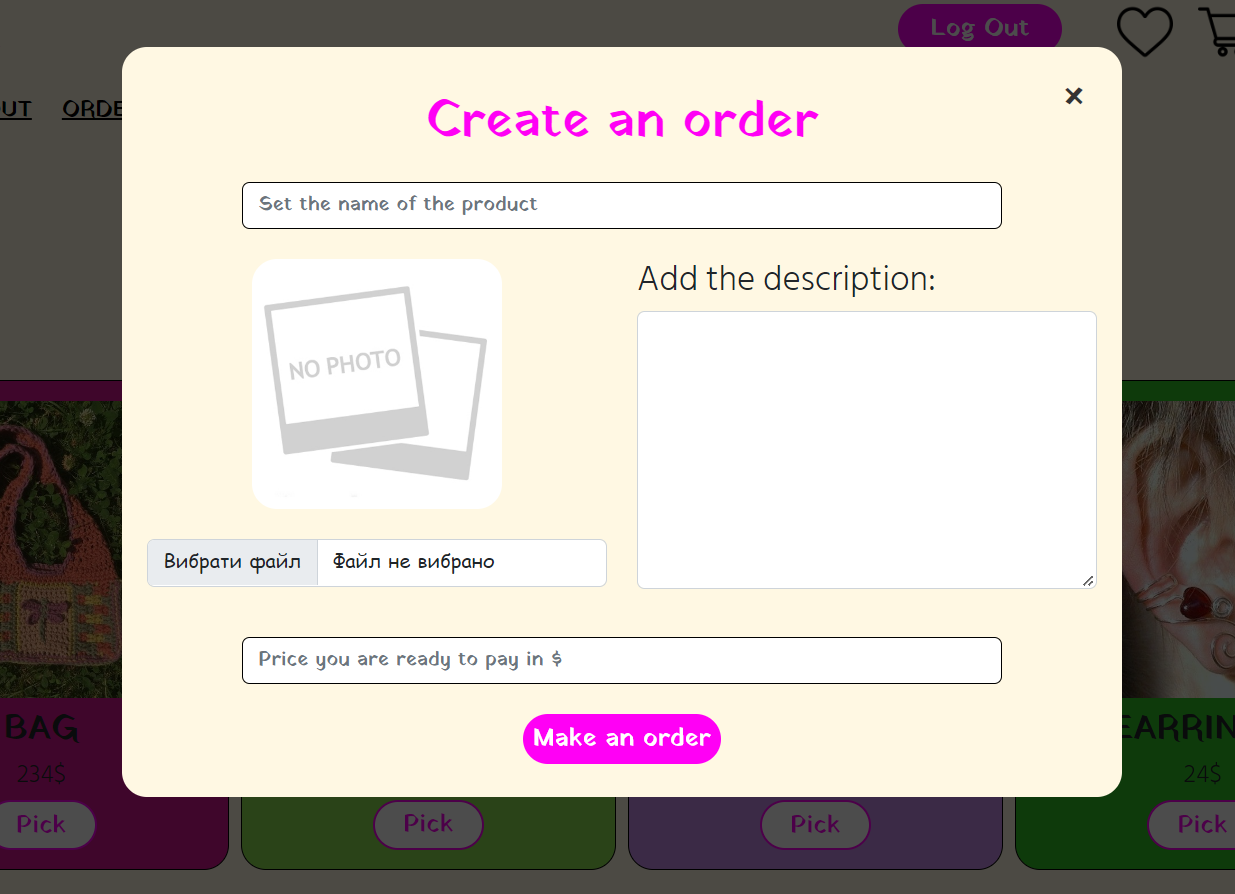 Log Out
UT ORDE
Create an order
×
Set the name of the product
NO PHOTO
Add the description:
Вибрати файл Файл не вибрано
Price you are ready to pay in $
Make an order
BAG
EARRIN
234$
24$
Pick
Pick
Pick
Pick